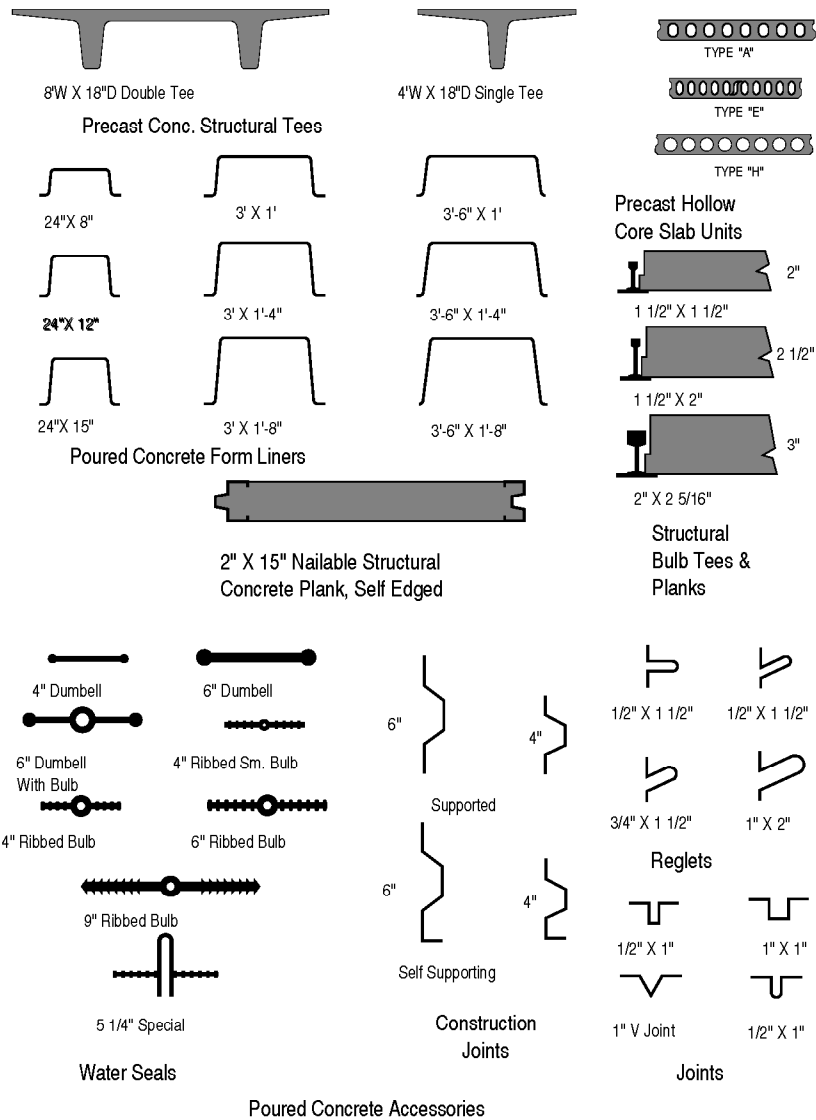 8'W X 18"D Double Tee
4'W X 18"D Single Tee
Precast Conc. Structural Tees
TYPE "A"
TYPE "E"
TYPE "H"
Precast Hollow
Core Slab Units
24"X 8"
3' X 1'
3'-6" X 1'
24"X 12"
3' X 1'-4"
3'-6" X 1'-4"
24"X 15"
3' X 1'-8"
3'-6" X 1'-8"
Poured Concrete Form Liners
2"
1 1/2" X 1 1/2"
2 1/2"
1 1/2" X 2"
3"
2" X 2 5/16"
Structural
Bulb Tees &
Planks
2" X 15" Nailable Structural
Concrete Plank, Self Edged
4" Dumbell
6" Dumbell
6" Dumbell
With Bulb
4" Ribbed Sm. Bulb
4" Ribbed Bulb
6" Ribbed Bulb
9" Ribbed Bulb
5 1/4" Special
Water Seals
6"
4"
Supported
6"
4"
Self Supporting
Construction
Joints
1/2" X 1 1/2"
1/2" X 1 1/2"
3/4" X 1 1/2"
1" X 2"
Reglets
1/2" X 1"
1" X 1"
1" V Joint
1/2" X 1"
Joints
Poured Concrete Accessories